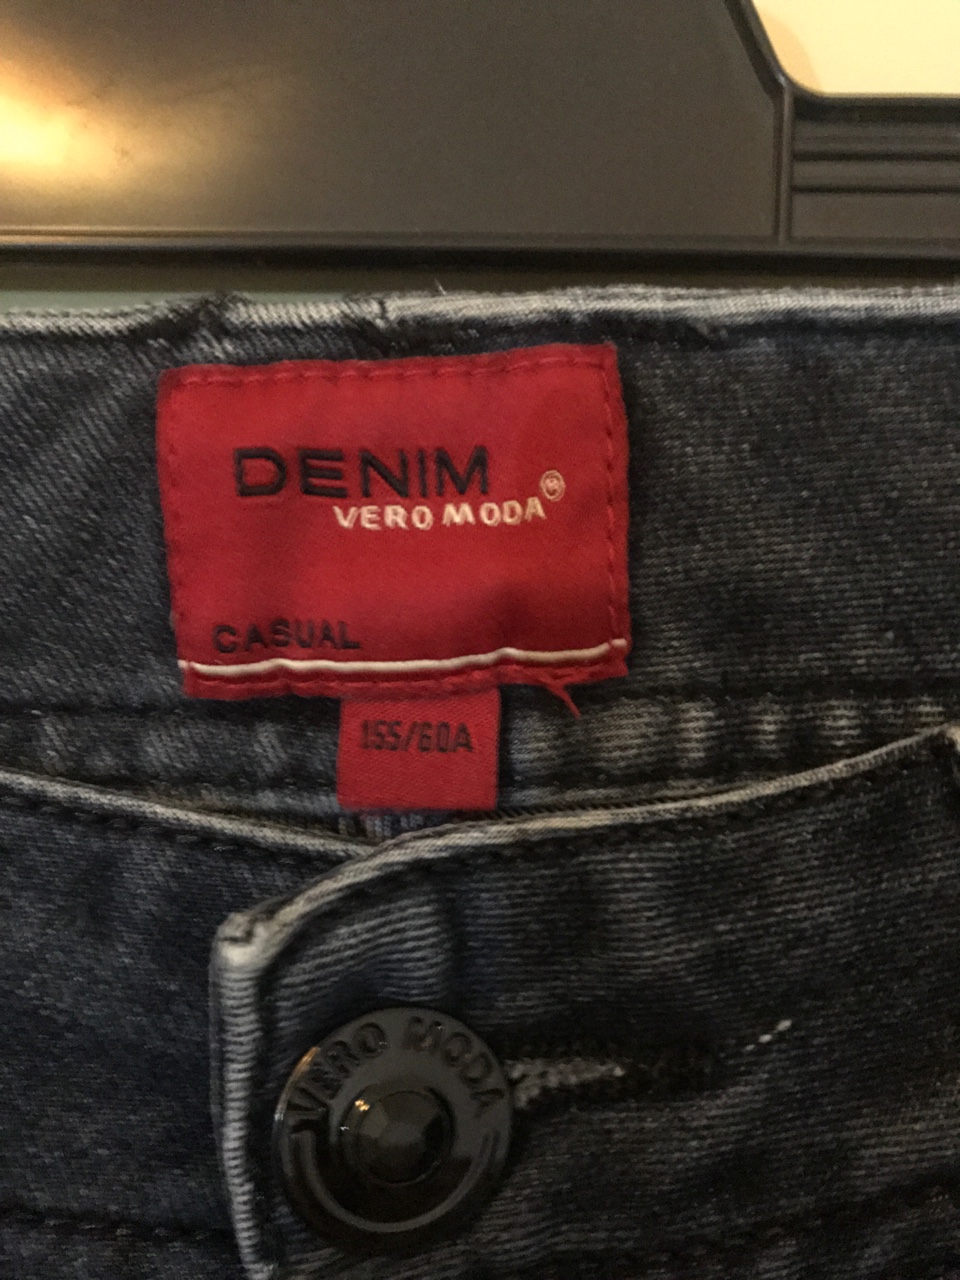 DENIM
VERO MODA®
CASUAL
155/60A
VERO MODA